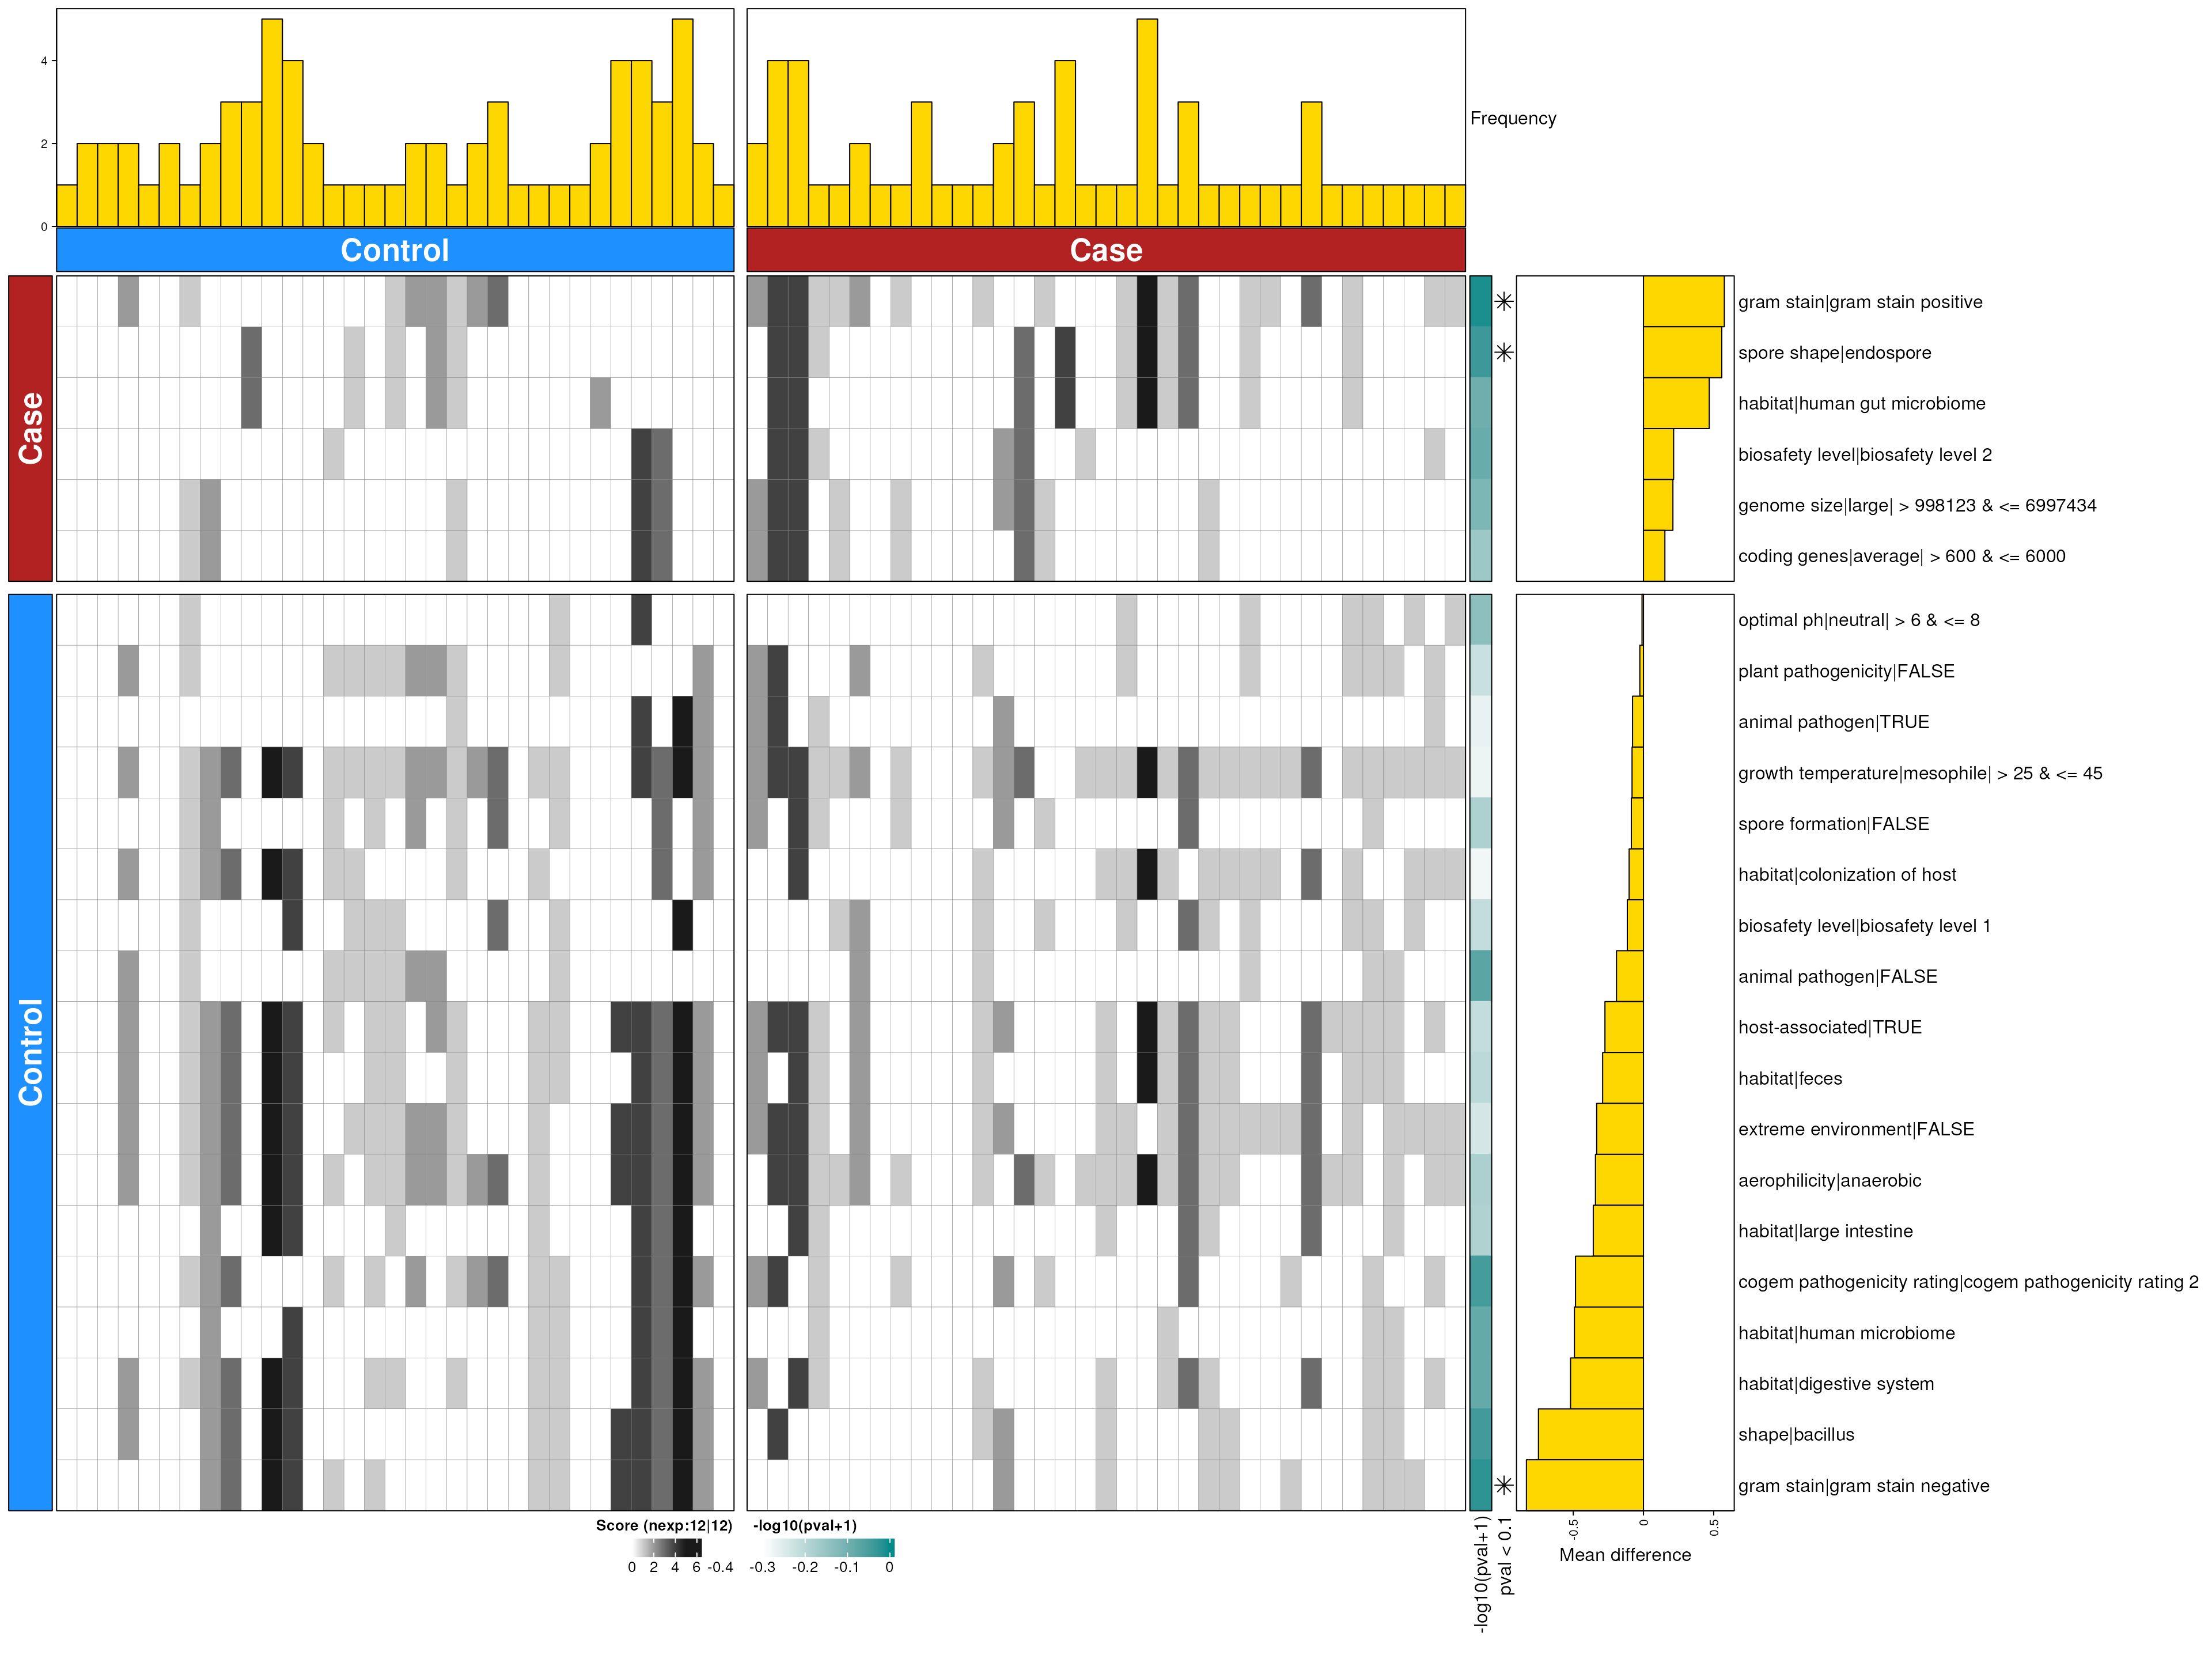 4
2
0
Frequency
Control
Case
Case
gram stain|gram stain positive
spore shape|endospore
habitat|human gut microbiome
biosafety level|biosafety level 2
genome size|large| > 998123 & <= 6997434
coding genes|average| > 600 & <= 6000
Control
optimal ph|neutral| > 6 & <= 8
plant pathogenicity|FALSE
animal pathogen|TRUE
growth temperature|mesophile| > 25 & <= 45
spore formation|FALSE
habitat|colonization of host
biosafety level|biosafety level 1
animal pathogen|FALSE
host-associated|TRUE
habitat|feces
extreme environment|FALSE
aerophilicity|anaerobic
habitat|large intestine
cogem pathogenicity rating|cogem pathogenicity rating 2
habitat|human microbiome
habitat|digestive system
shape|bacillus
gram stain|gram stain negative
Score (nexp:12|12)
0 2 4 6
-log10(pval+1)
-0.4 -0.3 -0.2 -0.1 0
-log10(pval+1)
pval < 0.1
-0.5 0 0.5
Mean difference